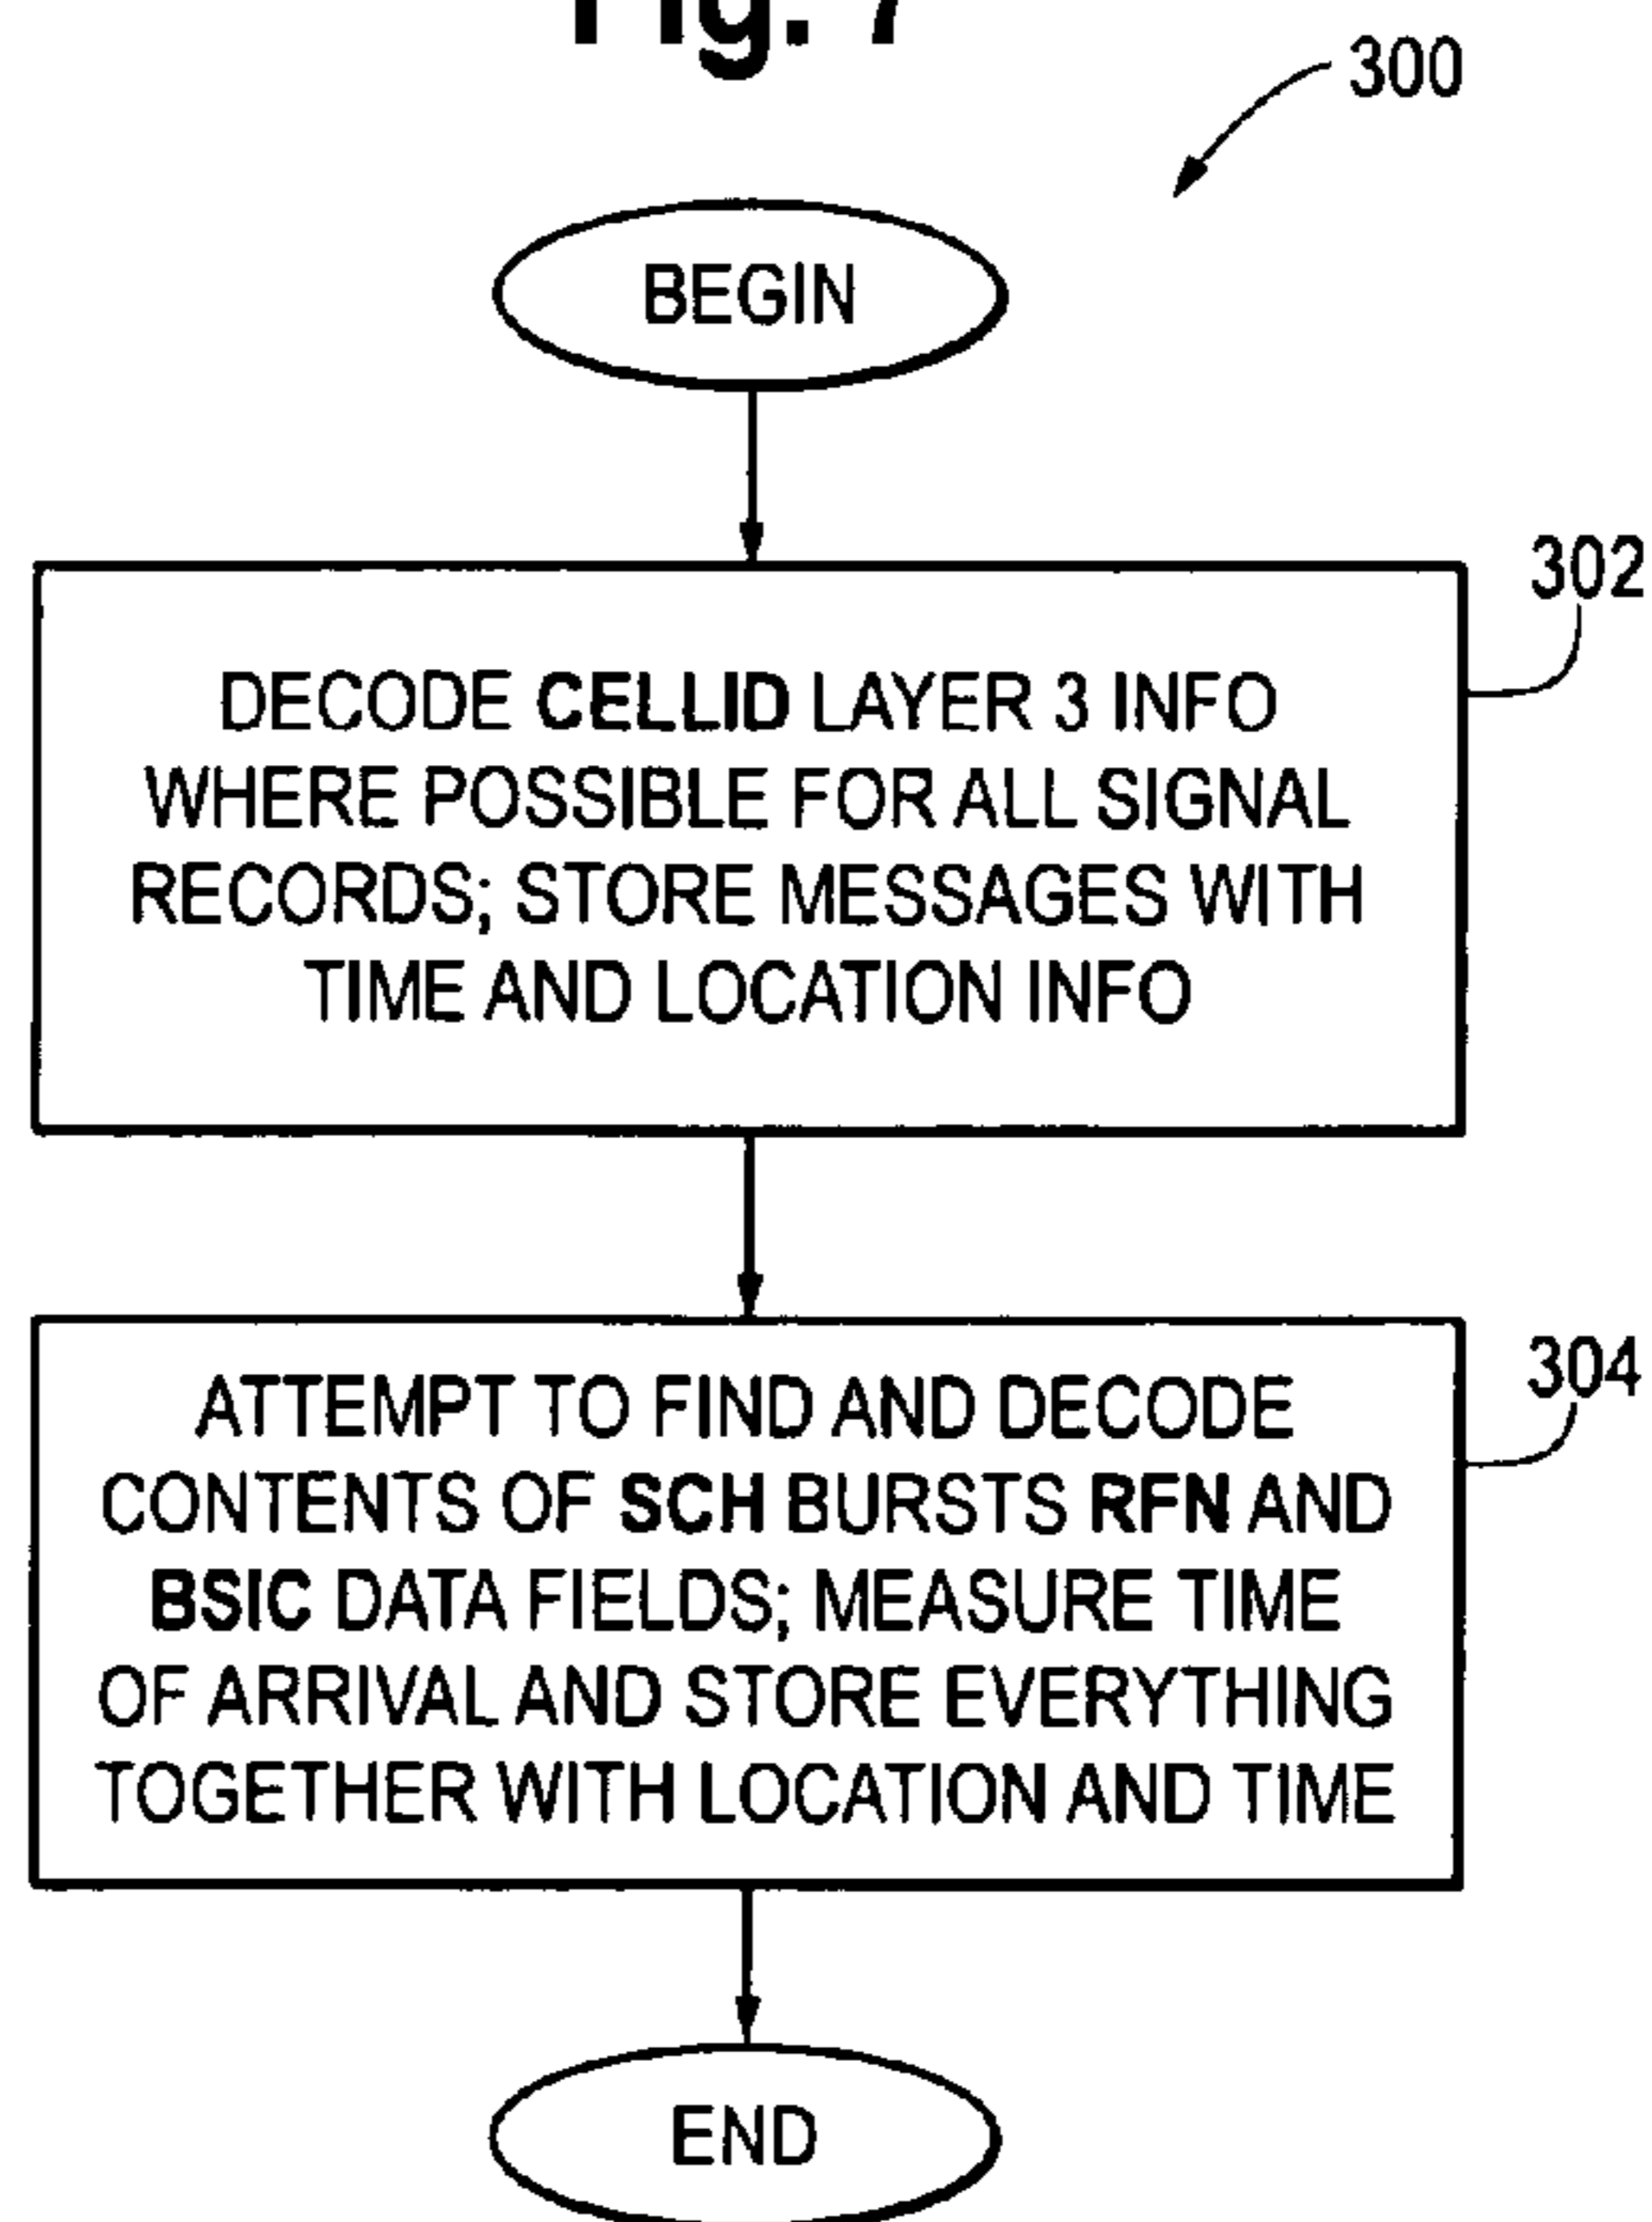 Fig. 7
300
BEGIN
302
DECODE CELLID LAYER 3 INFO
WHERE POSSIBLE FOR ALL SIGNAL
RECORDS; STORE MESSAGES WITH
TIME AND LOCATION INFO
304
ATTEMPT TO FIND AND DECODE
CONTENTS OF SCH BURSTS RFN AND
BSIC DATA FIELDS; MEASURE TIME
OF ARRIVAL AND STORE EVERYTHING
TOGETHER WITH LOCATION AND TIME
END